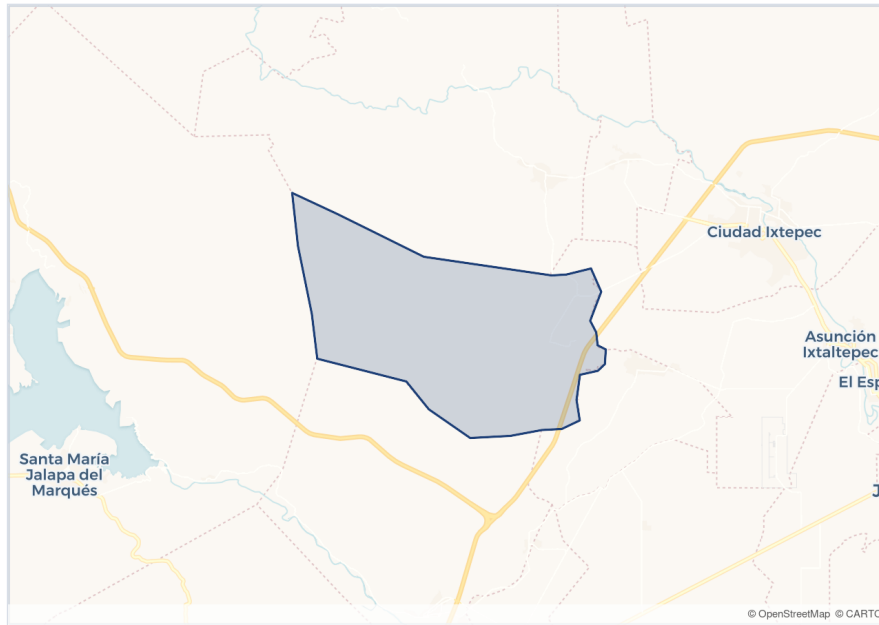 Ciudad Ixtepec
Asunción
Ixtaltepec
El Esp
Santa María
Jalapa del
Marqués
J
© OpenStreetMap © CARTO